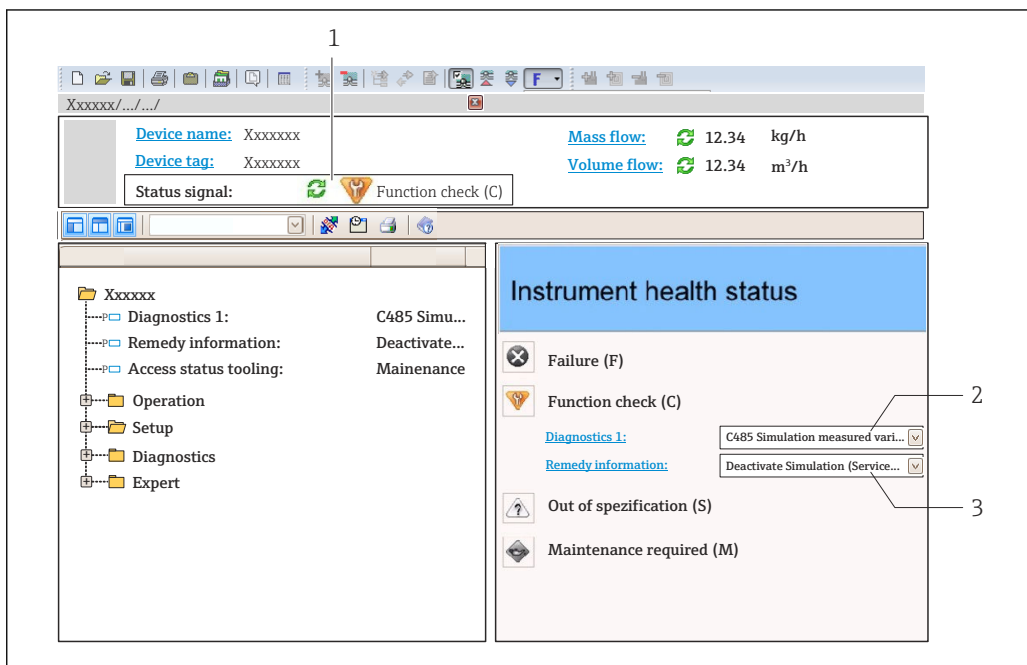 1
F
Xxxxxx/.../.../
Device name: Xxxxxxx
Mass flow: 12.34 kg/h
Device tag: Xxxxxxx
Volume flow: 12.34 m³/h
Status signal: Function check (C)
Xxxxxx
Diagnostics 1: C485 Simu...
Remedy information: Deactivate...
Access status tooling: Mainenance
Operation
Setup
Diagnostics
Expert
Instrument health status
Failure (F)
Function check (C)
2
Diagnostics 1: C485 Simulation measured vari...
Remedy information: Deactivate Simulation (Service...
Out of spezification (S)
3
Maintenance required (M)